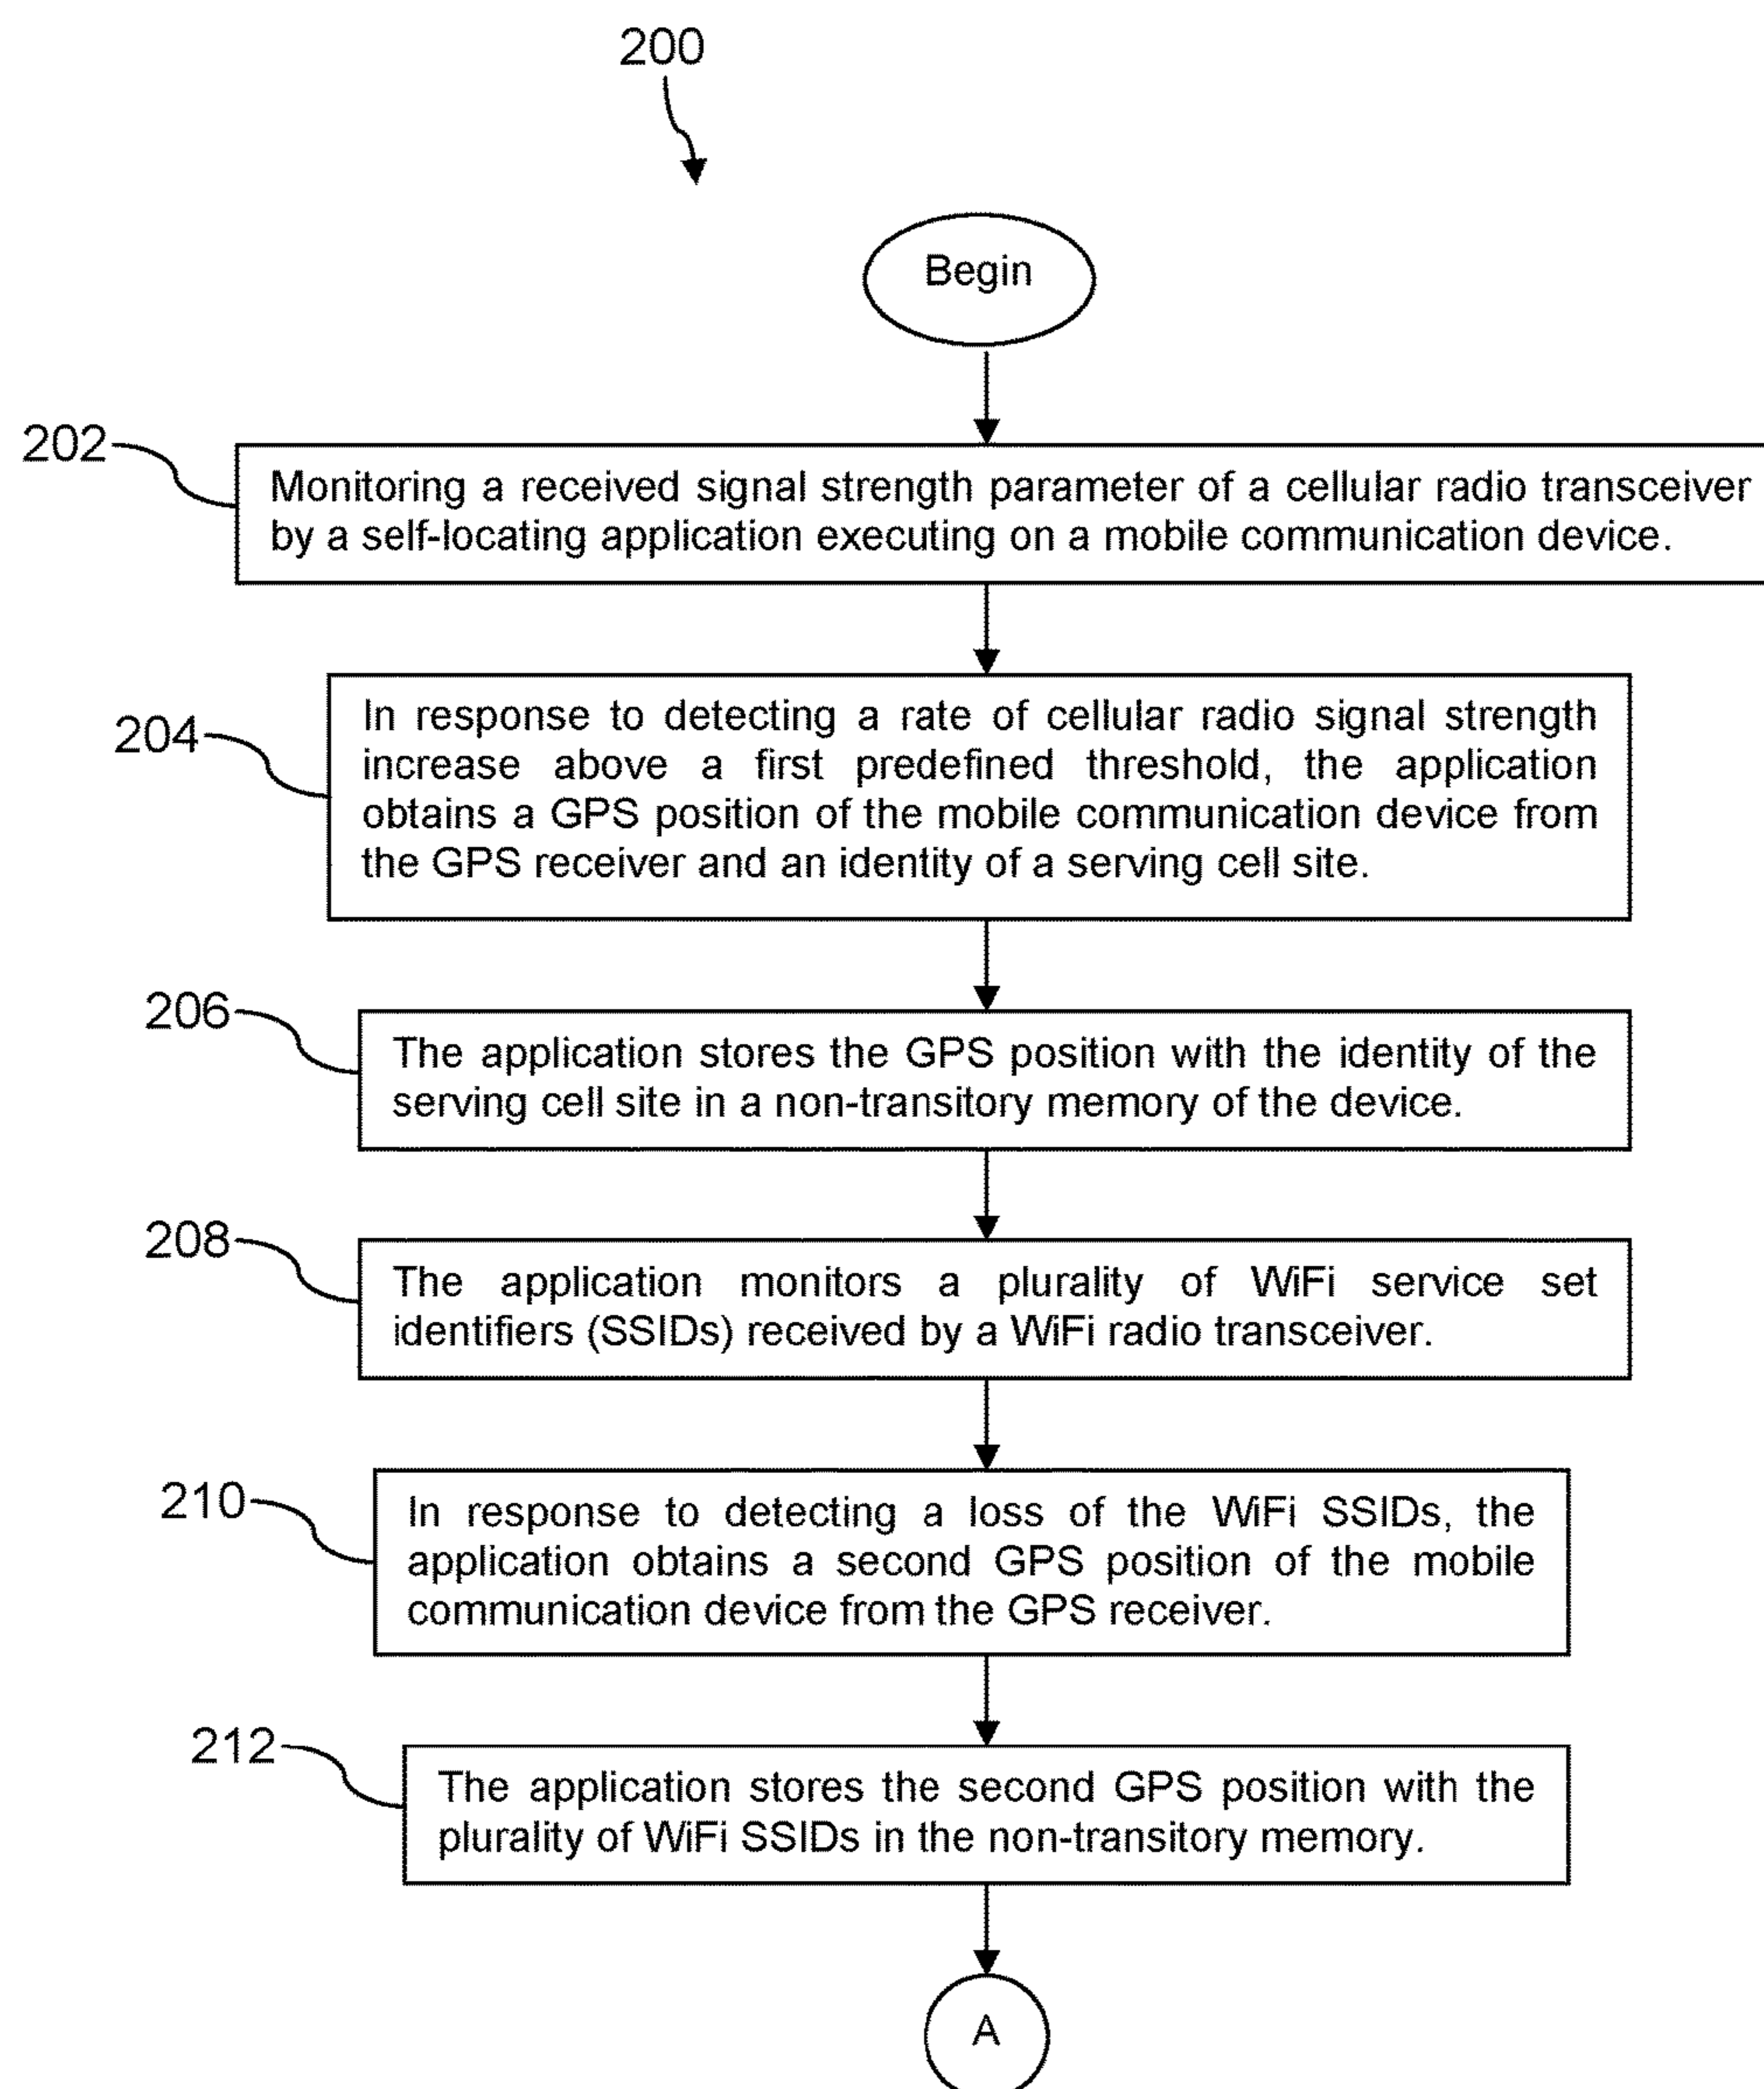 200
Begin
202
Monitoring a received signal strength parameter of a cellular radio transceiver
by a self-locating application executing on a mobile communication device.
204
In response to detecting a rate of cellular radio signal strength
increase above a first predefined threshold, the application
obtains a GPS position of the mobile communication device from
the GPS receiver and an identity of a serving cell site.
206
The application stores the GPS position with the identity of the
serving cell site in a non-transitory memory of the device.
208
The application monitors a plurality of WiFi service set
identifiers (SSIDs) received by a WiFi radio transceiver.
210
In response to detecting a loss of the WiFi SSIDs, the
application obtains a second GPS position of the mobile
communication device from the GPS receiver.
212
The application stores the second GPS position with the
plurality of WiFi SSIDs in the non-transitory memory.
A